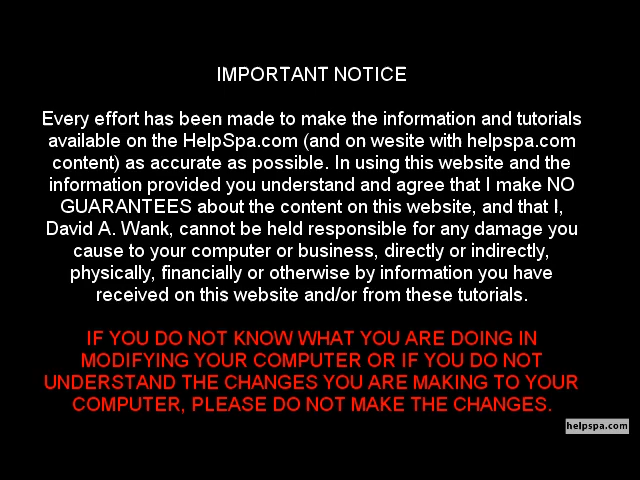 IMPORTANT NOTICE
Every effort has been made to make the information and tutorials
available on the HelpSpa.com (and on wesite with helpspa.com
content) as accurate as possible. In using this website and the
information provided you understand and agree that I make NO
GUARANTEES about the content on this website, and that I,
David A. Wank, cannot be held responsible for any damage you
cause to your computer or business, directly or indirectly,
physically, financially or otherwise by information you have
received on this website and/or from these tutorials.
IF YOU DO NOT KNOW WHAT YOU ARE DOING IN
MODIFYING YOUR COMPUTER OR IF YOU DO NOT
UNDERSTAND THE CHANGES YOU ARE MAKING TO YOUR
COMPUTER, PLEASE DO NOT MAKE THE CHANGES.
helpspa.com